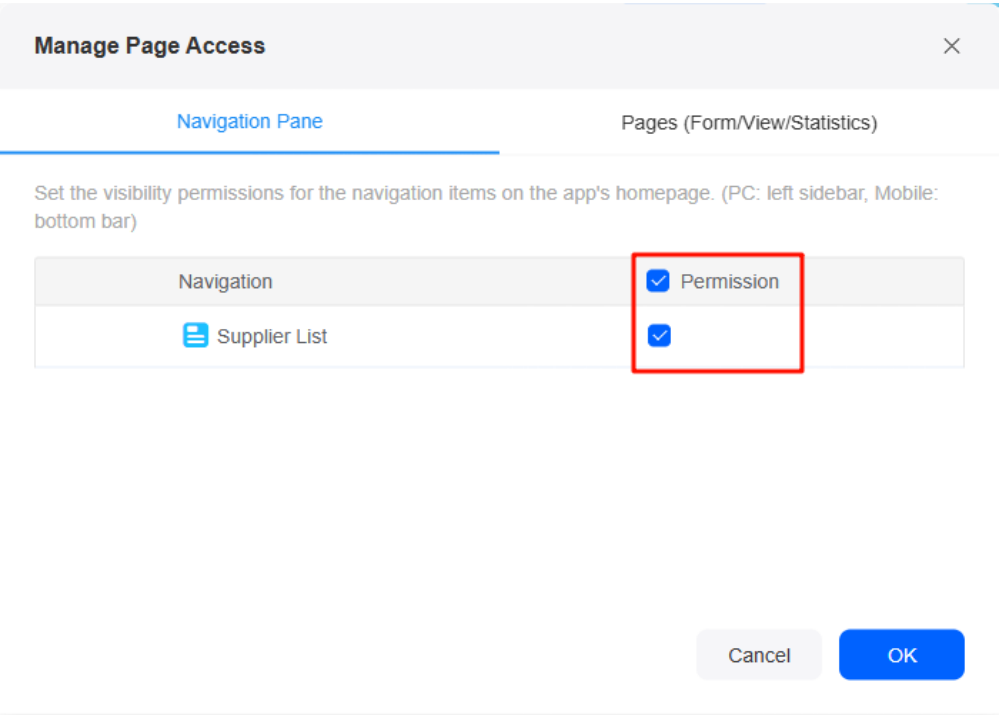 Manage Page Access
Navigation Pane
Pages (Form/View/Statistics)
Set the visibility permissions for the navigation items on the app's homepage. (PC: left sidebar, Mobile:
bottom bar)
Navigation
Permission
Supplier List
Cancel
OK